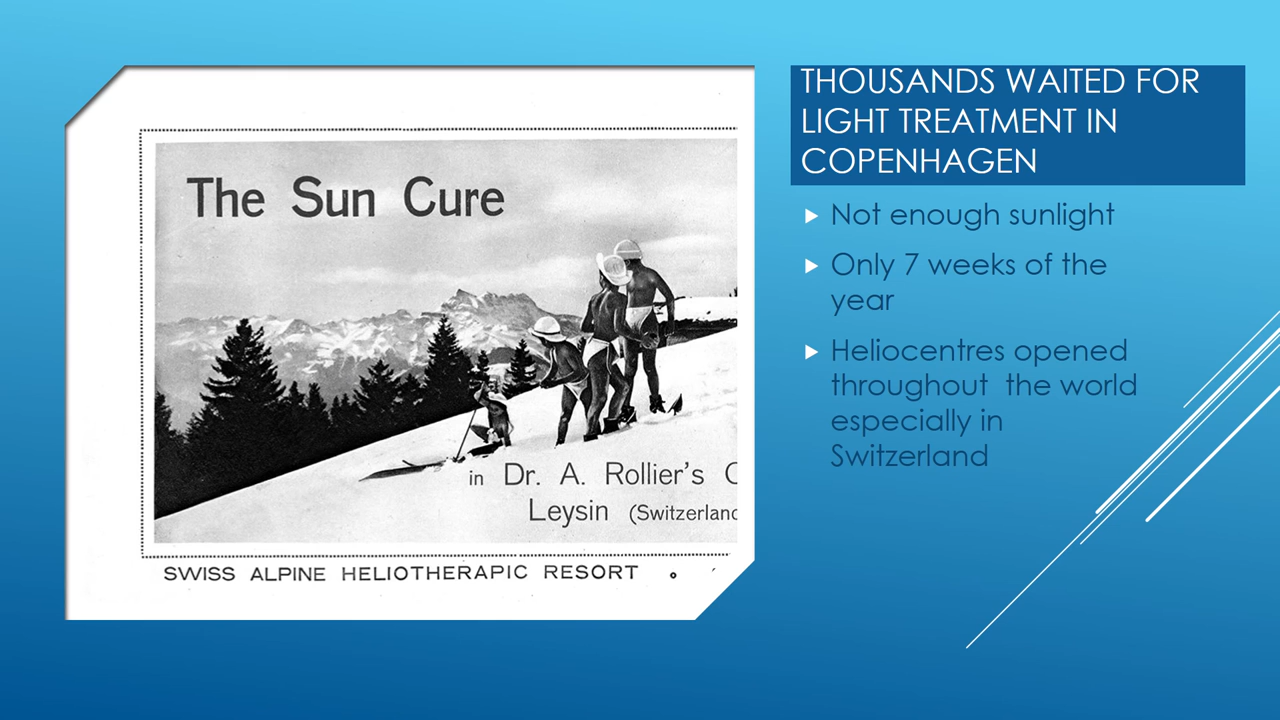 The Sun Cure
in Dr. A. Rollier's
Leysin (Switzerland
SWISS ALPINE HELIOTHERAPIC RESORT
THOUSANDS WAITED FOR
LIGHT TREATMENT IN
COPENHAGEN
Not enough sunlight
Only 7 weeks of the
year
Heliocentres opened
throughout the world
especially in
Switzerland